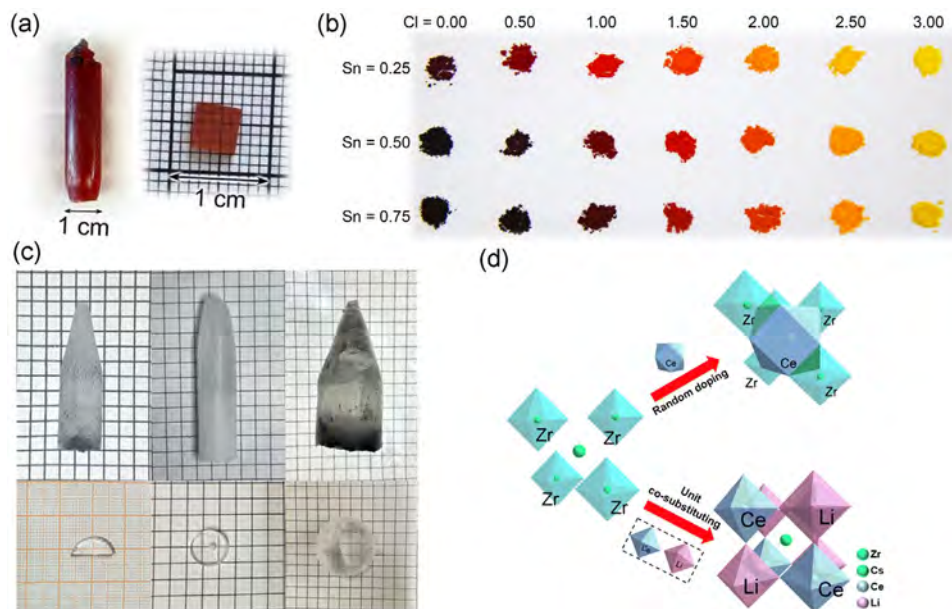 (a)
1 cm
1 cm
(b)
Cl = 0.00 0.50 1.00 1.50 2.00 2.50 3.00
Sn = 0.25
Sn = 0.50
Sn = 0.75
(c)
(d)
Zr
Zr
Ce
Zr
Zr
Ce
Random doping
Zr
Zr
Zr
Zr
Unit
co-substituting
Ce
Li
Ce
Li
Li
Ce
Zr
Cs
Ce
Li